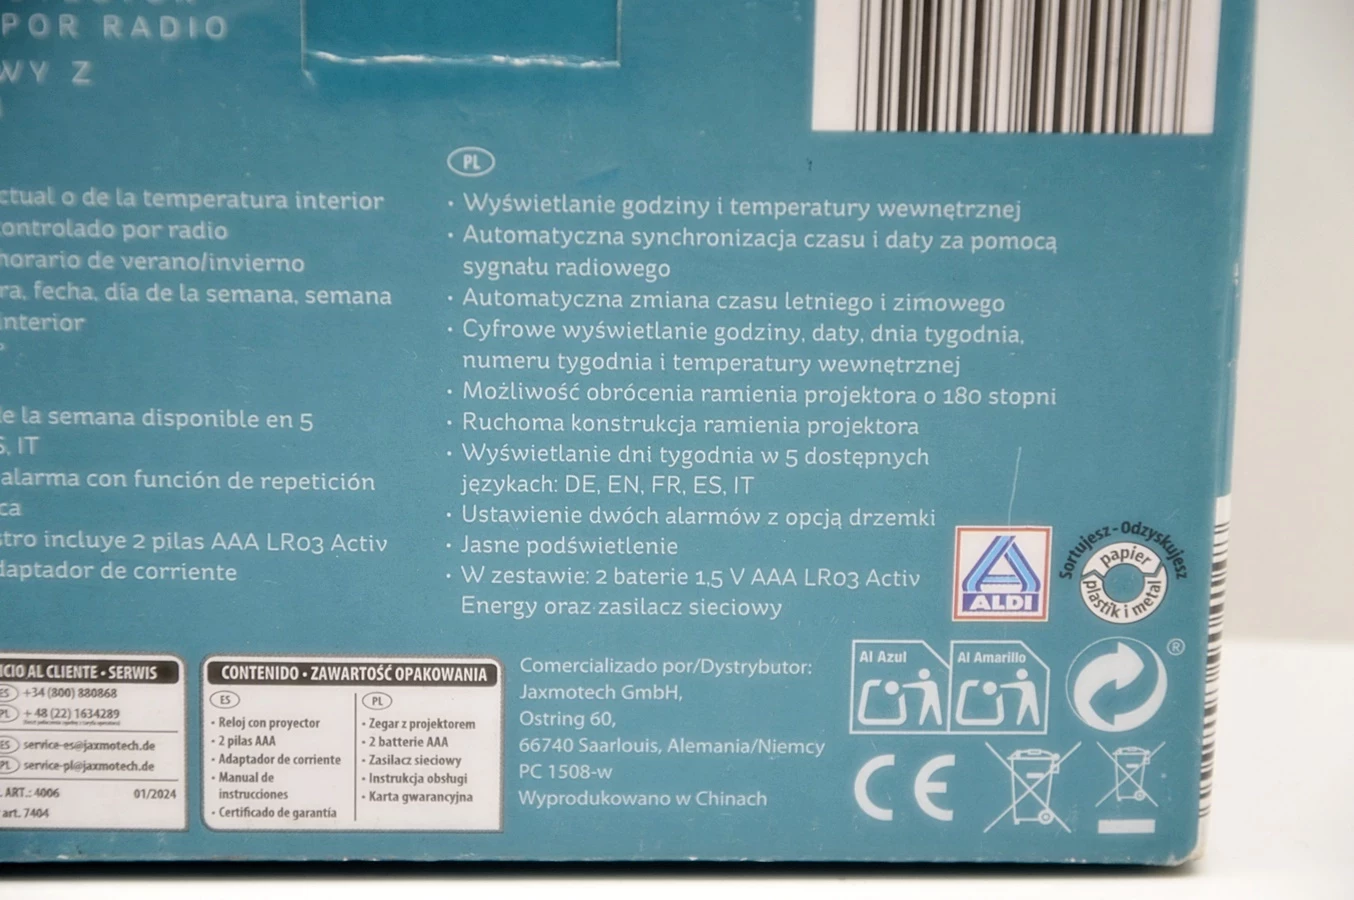 POR RADIO
WY Z
PL
ctual o de la temperatura interior
ontrolado por radio
horario de verano/invierno
ra, fecha, día de la semana, semana
interior
e la semana disponible en 5
S, IT
alarma con función de repetición
ca
stro incluye 2 pilas AAA LR03 Activ
daptador de corriente
• Wyświetlanie godziny i temperatury wewnętrznej
• Automatyczna synchronizacja czasu i daty za pomocą
sygnału radiowego
• Automatyczna zmiana czasu letniego i zimowego
• Cyfrowe wyświetlanie godziny, daty, dnia tygodnia,
numeru tygodnia i temperatury wewnętrznej
• Możliwość obrócenia ramienia projektora o 180 stopni
• Ruchoma konstrukcja ramienia projektora
• Wyświetlanie dni tygodnia w 5 dostępnych
językach: DE, EN, FR, ES, IT
• Ustawienie dwóch alarmów z opcją drzemki
• Jasne podświetlenie
• W zestawie: 2 baterie 1,5 V AAA LR03 Activ
Energy oraz zasilacz sieciowy
ALDI
Sortujesz - Odzyskujesz
papier
plastik i metal
ICIO AL CLIENTE • SERWIS
ES +34 (800) 880868
PL + 48 (22) 1634289
ES service-es@jaxmotech.de
PL service-pl@jaxmotech.de
. ART.: 4006 01/2024
art. 7404
CONTENIDO • ZAWARTOŚĆ OPAKOWANIA
ES
• Reloj con proyector
• 2 pilas AAA
• Adaptador de corriente
• Manual de
instrucciones
• Certificado de garantía
PL
• Zegar z projektorem
• 2 batterie AAA
• Zasilacz sieciowy
• Instrukcja obsługi
• Karta gwarancyjna
Comercializado por/Dystrybutor:
Jaxmotech GmbH,
Ostring 60,
66740 Saarlouis, Alemania/Niemcy
PC 1508-w
Wyprodukowano w Chinach
Al Azul
Al Amarillo
®
CE